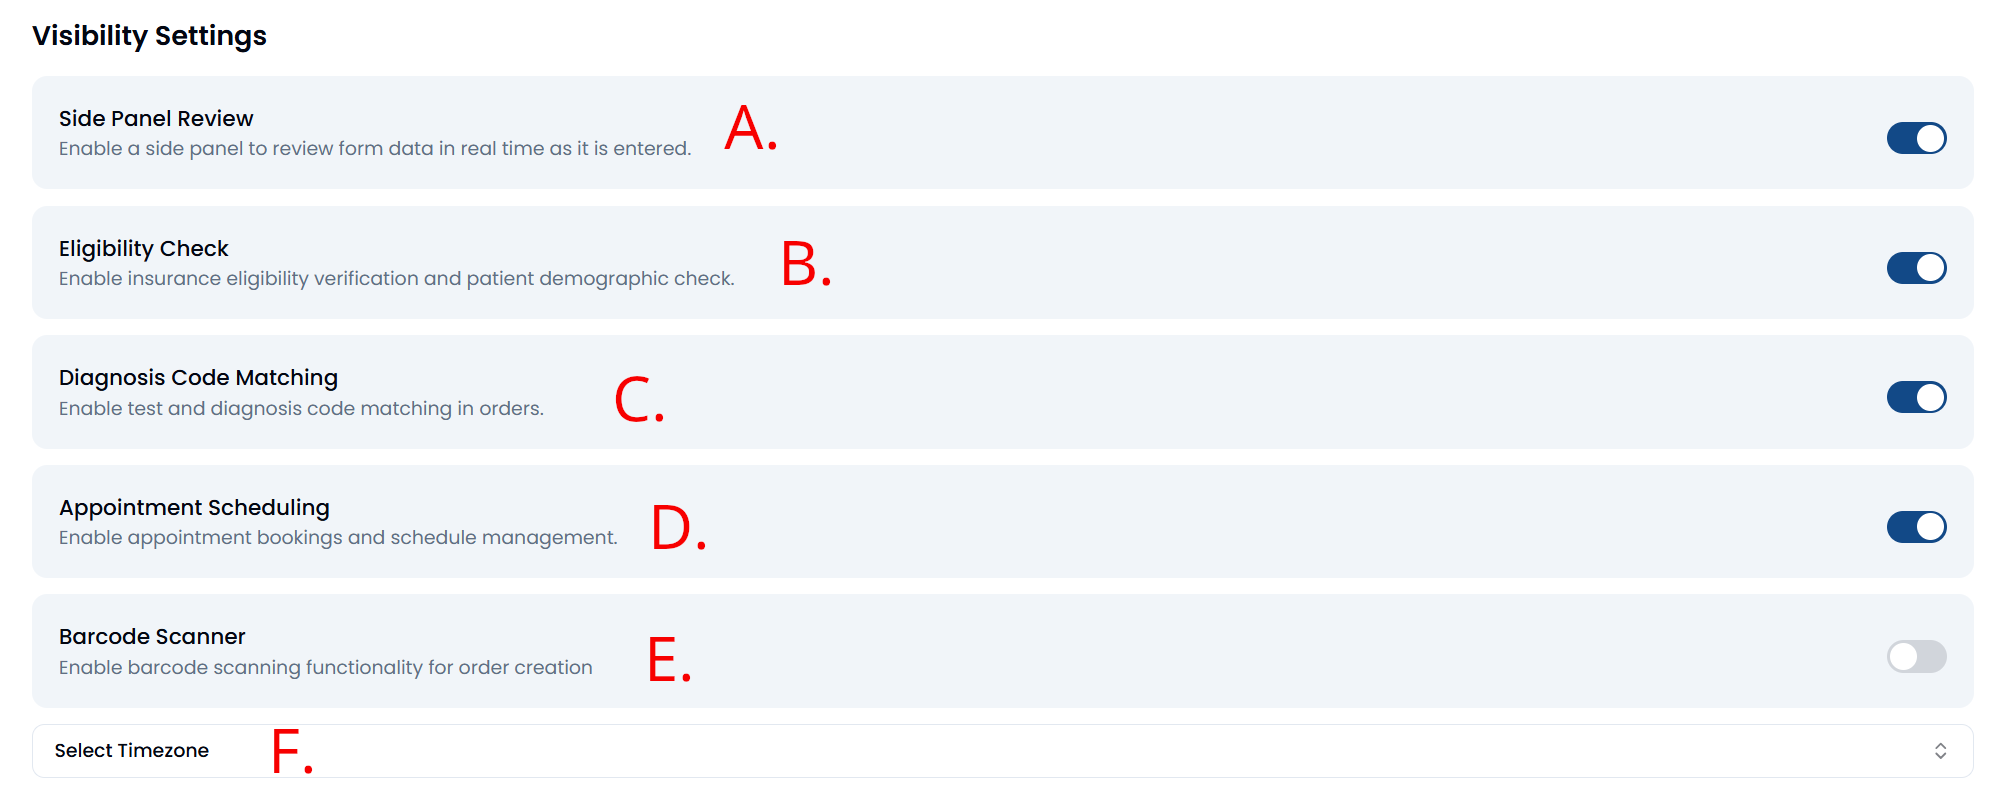 Visibility Settings
Side Panel Review
Enable a side panel to review form data in real time as it is entered.
A.
Eligibility Check
Enable insurance eligibility verification and patient demographic check.
B.
Diagnosis Code Matching
Enable test and diagnosis code matching in orders.
C.
Appointment Scheduling
Enable appointment bookings and schedule management.
D.
Barcode Scanner
Enable barcode scanning functionality for order creation
E.
Select Timezone
F.